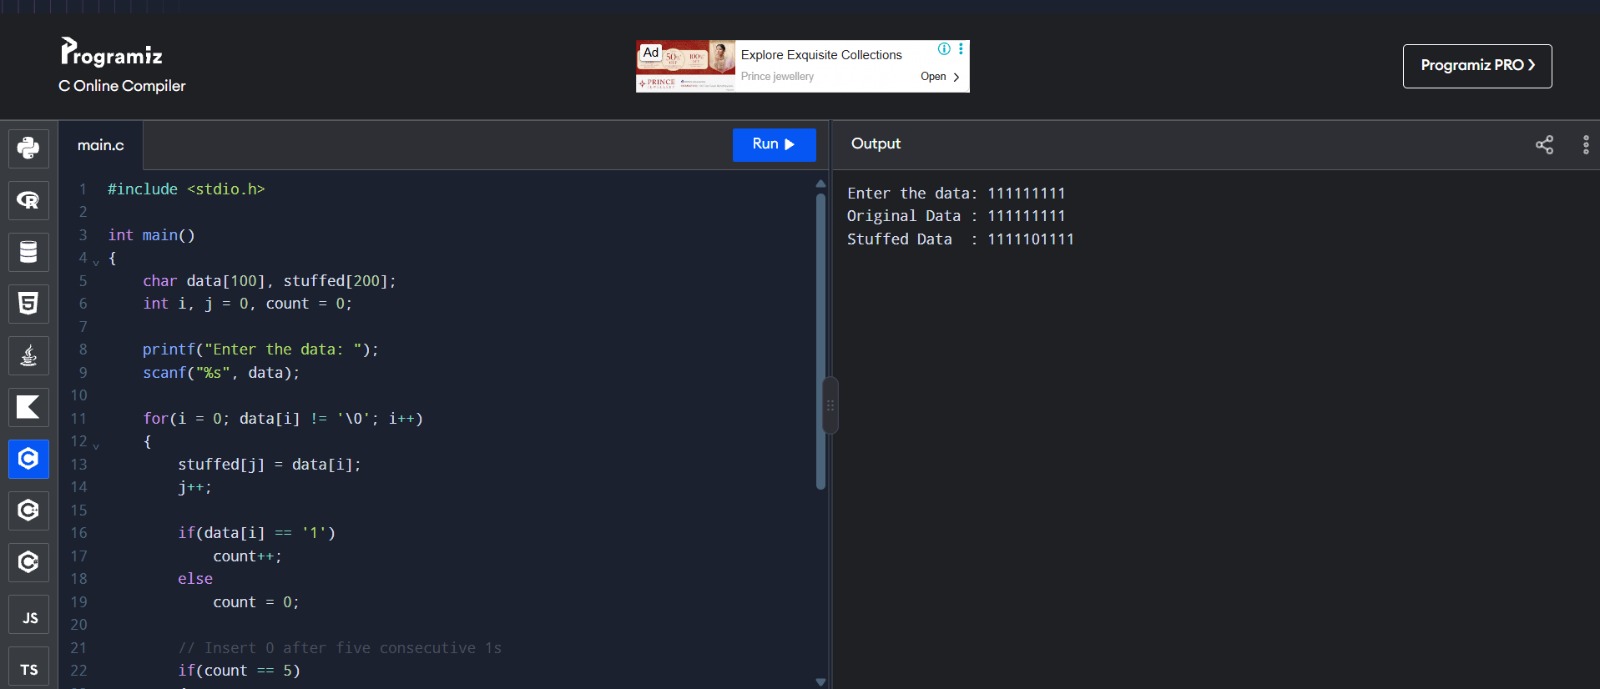 Programiz
C Online Compiler
Ad
50%
PRINCE
Explore Exquisite Collections
Prince jewellery
Open
Programiz PRO
main.c
Run
Output
1 #include <stdio.h>
2
3 int main()
4 {
5 char data[100], stuffed[200];
6 int i, j = 0, count = 0;
7
8 printf("Enter the data: ");
9 scanf("%s", data);
10
11 for(i = 0; data[i] != '\0'; i++)
12 {
13 stuffed[j] = data[i];
14 j++;
15
16 if(data[i] == '1')
17 count++;
18 else
19 count = 0;
20
21 // Insert 0 after five consecutive 1s
22 if(count == 5)
Enter the data: 111111111
Original Data : 111111111
Stuffed Data  : 1111101111
JS
TS